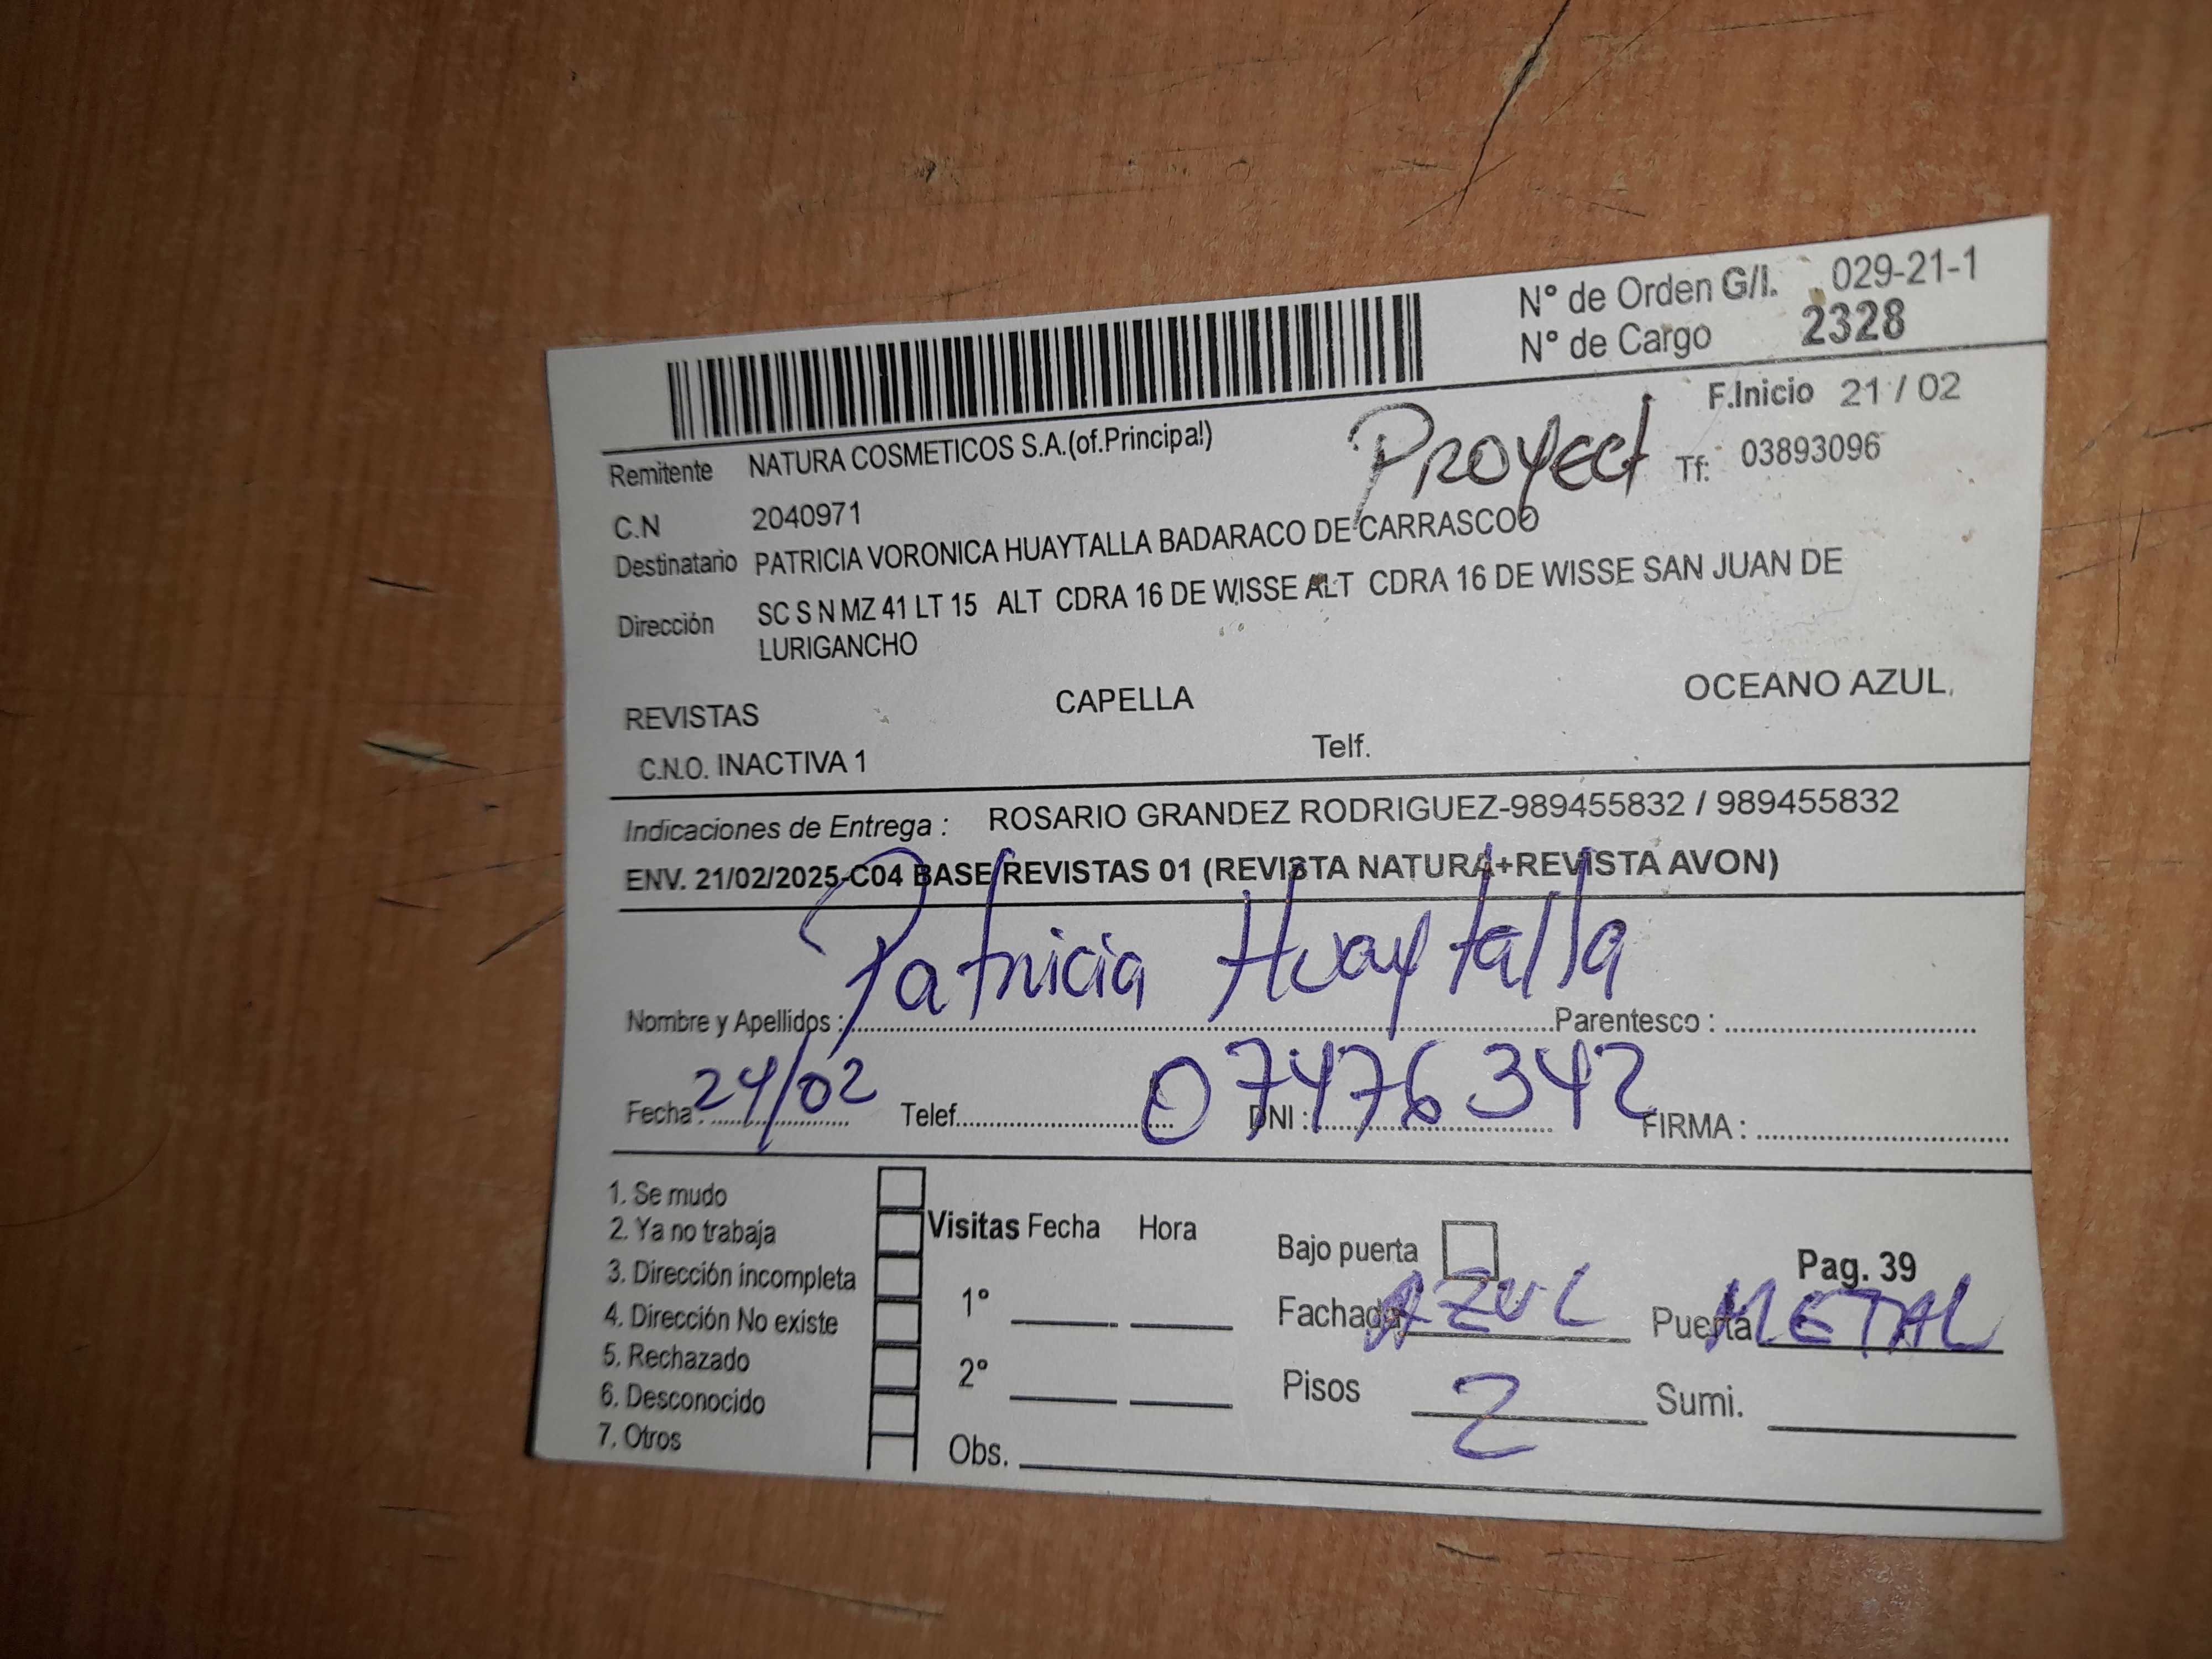 N° de Orden G/I. 029-21-1
N° de Cargo 2328
F.Inicio 21 / 02
Proyect
Remitente NATURA COSMETICOS S.A.(of.Principal) Tf: 03893096
C.N 2040971
Destinatario PATRICIA VORONICA HUAYTALLA BADARACO DE CARRASCOO
Dirección SC S N MZ 41 LT 15 ALT CDRA 16 DE WISSE ALT CDRA 16 DE WISSE SAN JUAN DE
LURIGANCHO
REVISTAS CAPELLA OCEANO AZUL,
C.N.O. INACTIVA 1 Telf.
Indicaciones de Entrega : ROSARIO GRANDEZ RODRIGUEZ-989455832 / 989455832
ENV. 21/02/2025-C04 BASE REVISTAS 01 (REVISTA NATURA+REVISTA AVON)
Nombre y Apellidos : Patricia Huaytalla Parentesco :
Fecha : 24/02 Telef. DNI : 07476342 FIRMA :
1. Se mudo
2. Ya no trabaja
3. Dirección incompleta
4. Dirección No existe
5. Rechazado
6. Desconocido
7. Otros
Visitas Fecha Hora
1°
2°
Obs.
Bajo puerta Pag. 39
Fachada AZUL Puerta METAL
Pisos 2 Sumi.